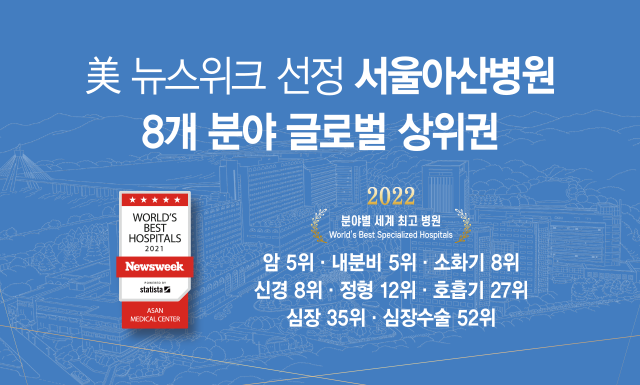 美 뉴스위크 선정 서울아산병원
8개 분야 글로벌 상위권
WORLD'S
BEST
HOSPITALS
2021
Newsweek
POWERED BY
statista
ASAN
MEDICAL CENTER
2022
분야별 세계 최고 병원
World's Best Specialized Hospitals
암 5위 · 내분비 5위 · 소화기 8위
신경 8위 · 정형 12위 · 호흡기 27위
심장 35위 · 심장수술 52위